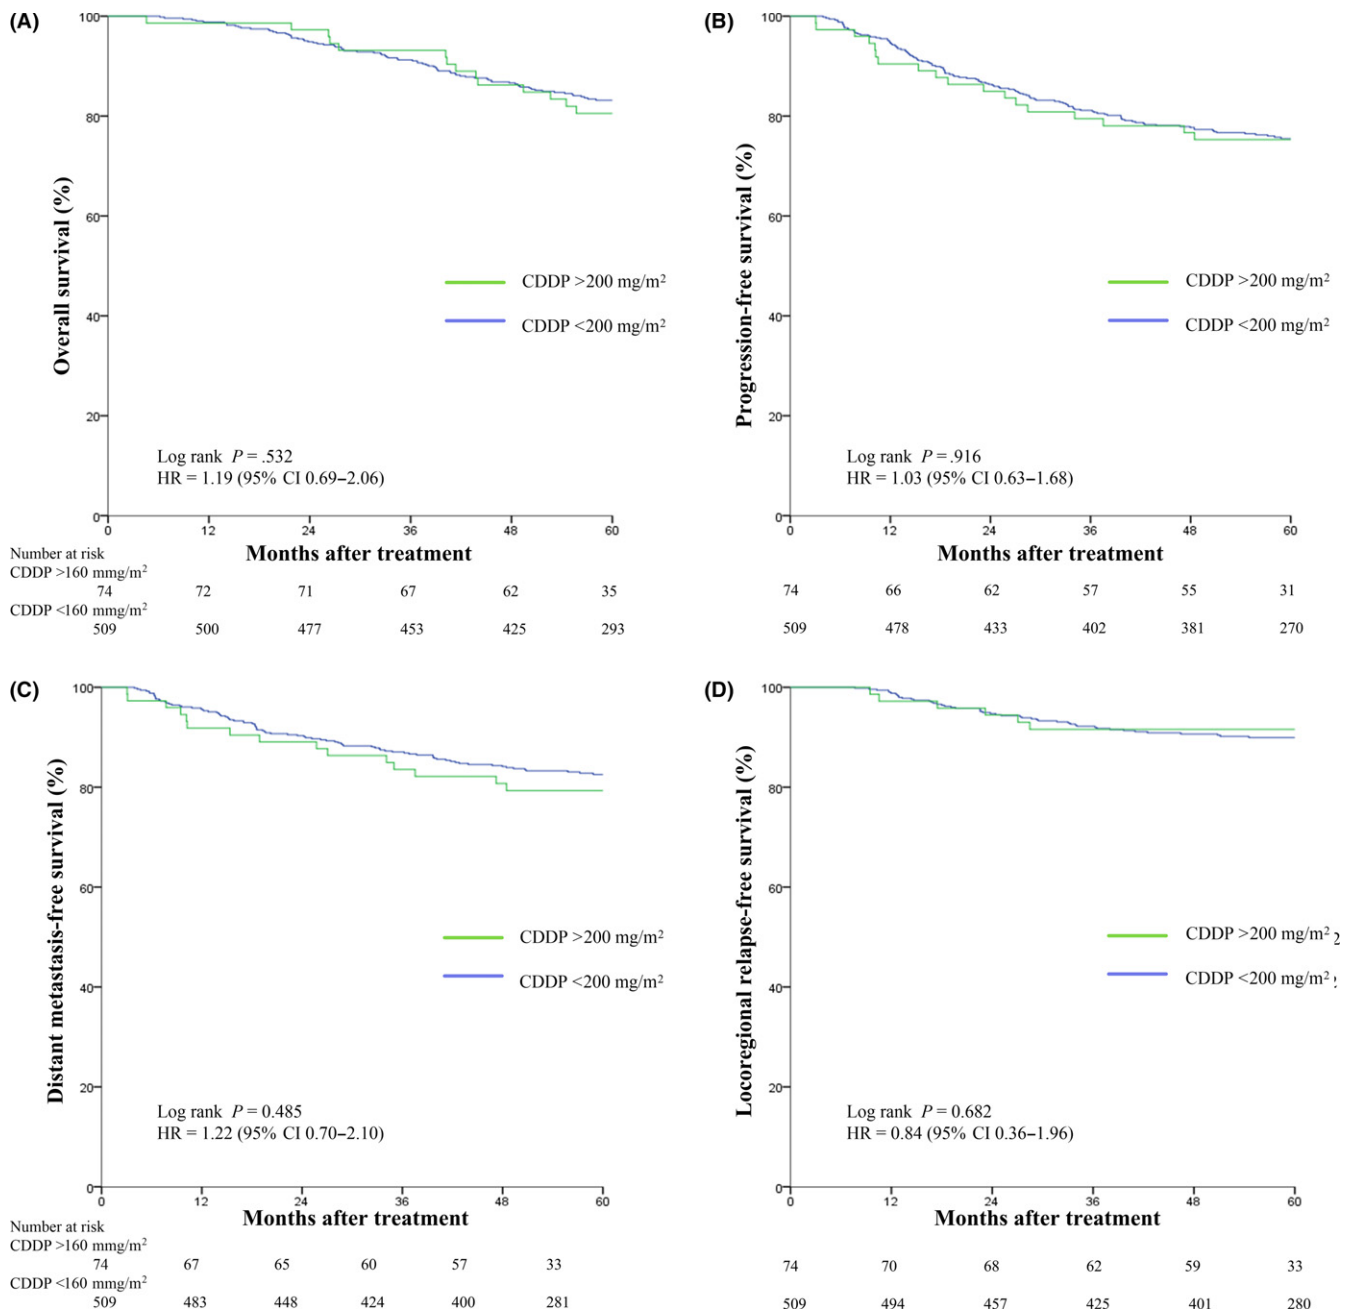 (A)
100
80
60
40
20
0
Overall survival (%)
CDDP >200 mg/m²
CDDP <200 mg/m²
Log rank P = .532
HR = 1.19 (95% CI 0.69–2.06)
0 12 24 36 48 60
Months after treatment
Number at risk
CDDP >160 mmg/m²
74 72 71 67 62 35
CDDP <160 mmg/m²
509 500 477 453 425 293
(B)
100
80
60
40
20
0
Progression-free survival (%)
CDDP >200 mg/m²
CDDP <200 mg/m²
Log rank P = .916
HR = 1.03 (95% CI 0.63–1.68)
0 12 24 36 48 60
Months after treatment
74 66 62 57 55 31
509 478 433 402 381 270
(C)
100
80
60
40
20
0
Distant metastasis-free survival (%)
CDDP >200 mg/m²
CDDP <200 mg/m²
Log rank P = 0.485
HR = 1.22 (95% CI 0.70–2.10)
0 12 24 36 48 60
Months after treatment
Number at risk
CDDP >160 mmg/m²
74 67 65 60 57 33
CDDP <160 mmg/m²
509 483 448 424 400 281
(D)
100
80
60
40
20
0
Locoregional relapse-free survival (%)
CDDP >200 mg/m² 2
CDDP <200 mg/m²
Log rank P = 0.682
HR = 0.84 (95% CI 0.36–1.96)
0 12 24 36 48 60
Months after treatment
74 70 68 62 59 33
509 494 457 425 401 280